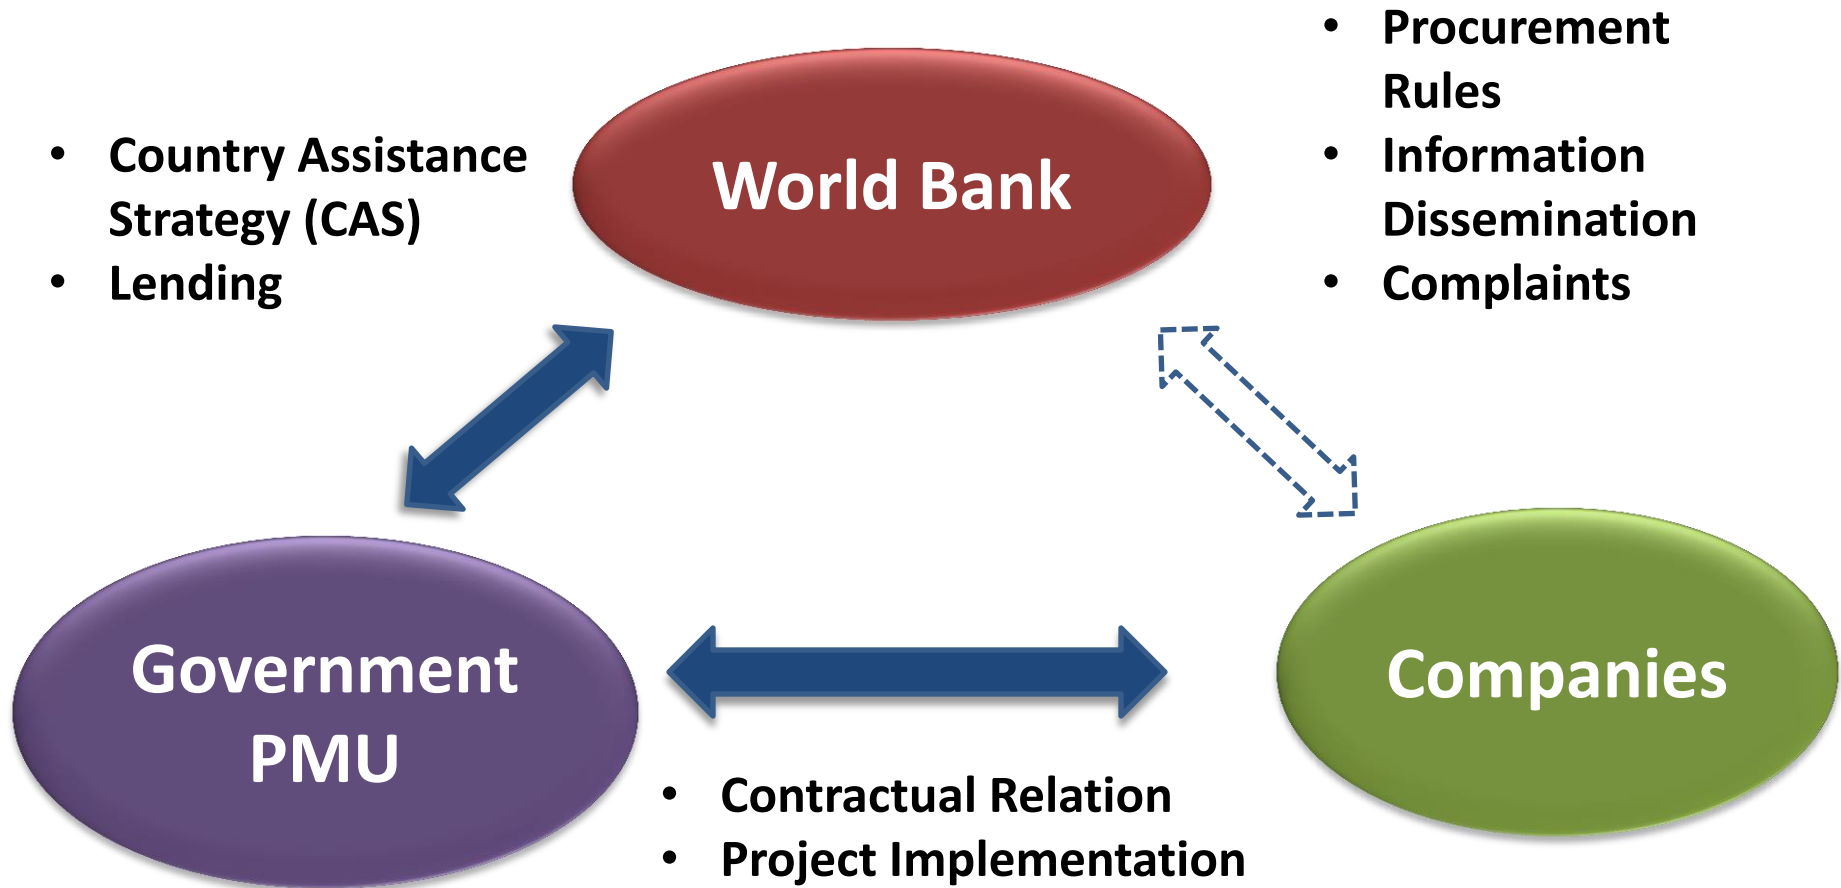 • Country Assistance
Strategy (CAS)
• Lending
World Bank
• Procurement
Rules
• Information
Dissemination
• Complaints
Government
PMU
Companies
• Contractual Relation
• Project Implementation